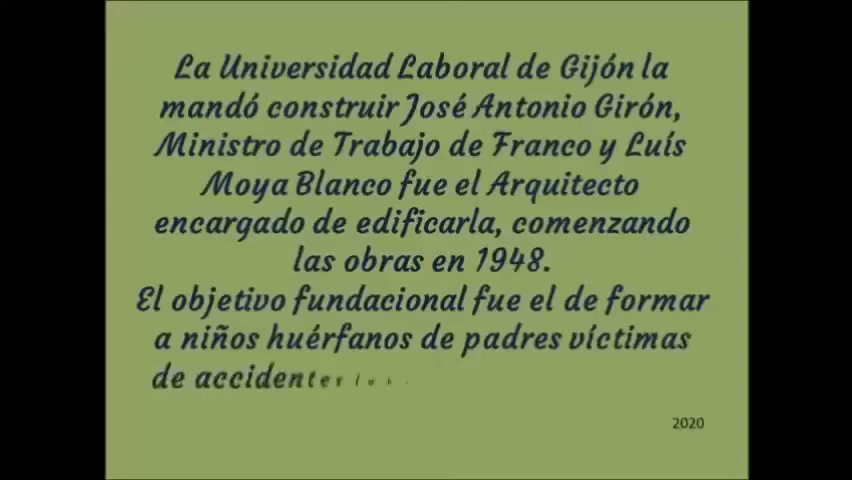 La Universidad Laboral de Gijón la
mandó construir José Antonio Girón,
Ministro de Trabajo de Franco y Luís
Moya Blanco fue el Arquitecto
encargado de edificarla, comenzando
las obras en 1948.
El objetivo fundacional fue el de formar
a niños huérfanos de padres víctimas
de accidentes
2020